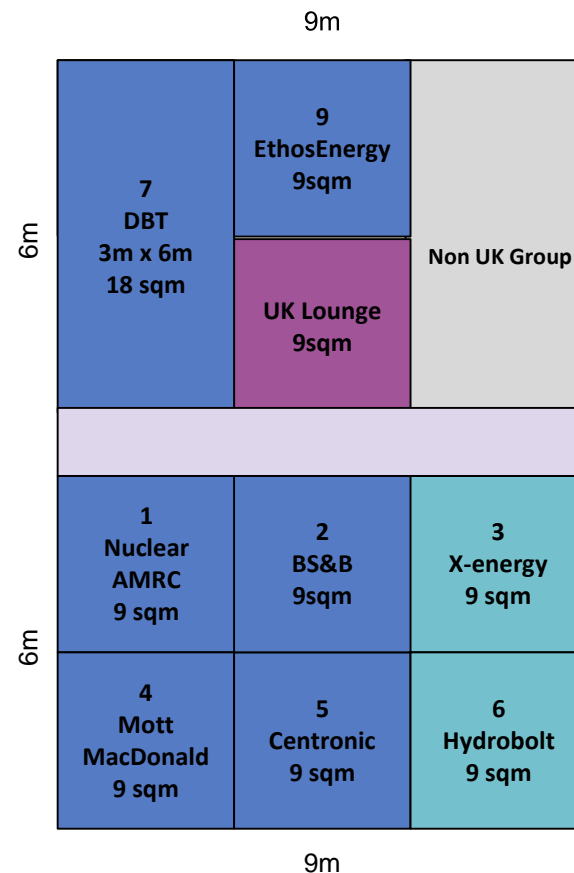 9m
6m
7
DBT
3m x 6m
18 sqm
9
EthosEnergy
9sqm
UK Lounge
9sqm
Non UK Group
6m
1
Nuclear
AMRC
9 sqm
2
BS&B
9sqm
3
X-energy
9 sqm
4
Mott
MacDonald
9 sqm
5
Centronic
9 sqm
6
Hydrobolt
9 sqm
9m